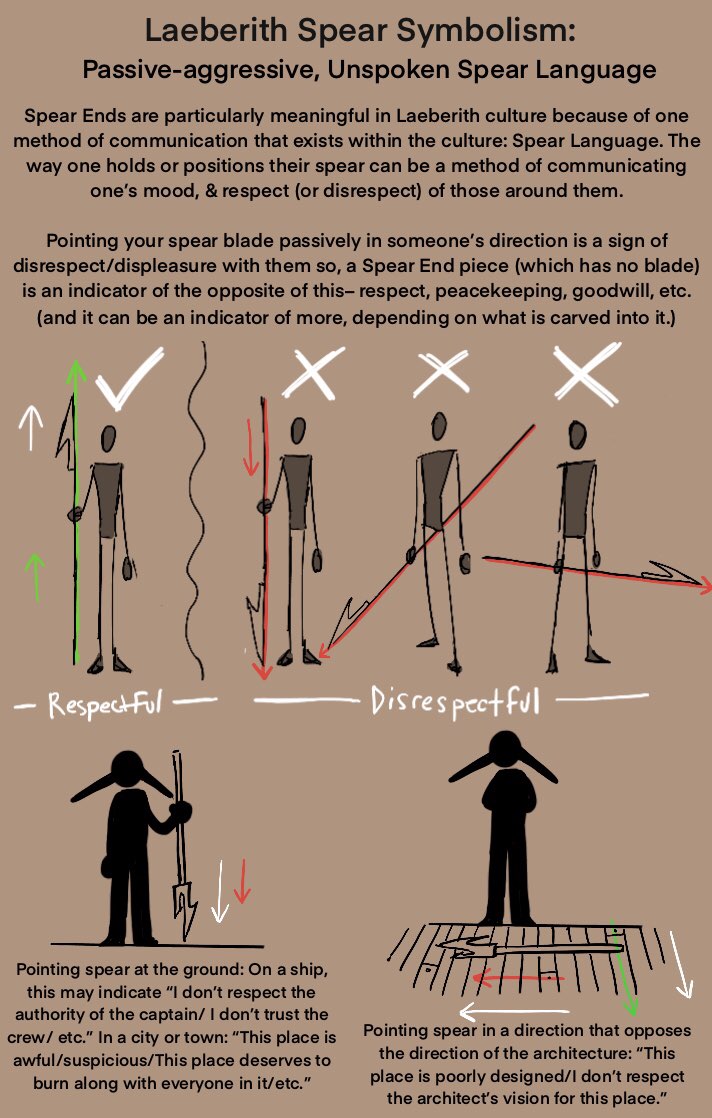 Laeberith Spear Symbolism:
Passive-aggressive, Unspoken Spear Language
Spear Ends are particularly meaningful in Laeberith culture because of one
method of communication that exists within the culture: Spear Language. The
way one holds or positions their spear can be a method of communicating
one's mood, & respect (or disrespect) of those around them.
Pointing your spear blade passively in someone's direction is a sign of
disrespect/displeasure with them so, a Spear End piece (which has no blade)
is an indicator of the opposite of this– respect, peacekeeping, goodwill, etc.
(and it can be an indicator of more, depending on what is carved into it.)
Respectful
Disrespectful
Pointing spear at the ground: On a ship,
this may indicate “I don't respect the
authority of the captain/ I don't trust the
crew/ etc.” In a city or town: “This place is
awful/suspicious/This place deserves to
burn along with everyone in it/etc.”
Pointing spear in a direction that opposes
the direction of the architecture: “This
place is poorly designed/I don't respect
the architect's vision for this place.”